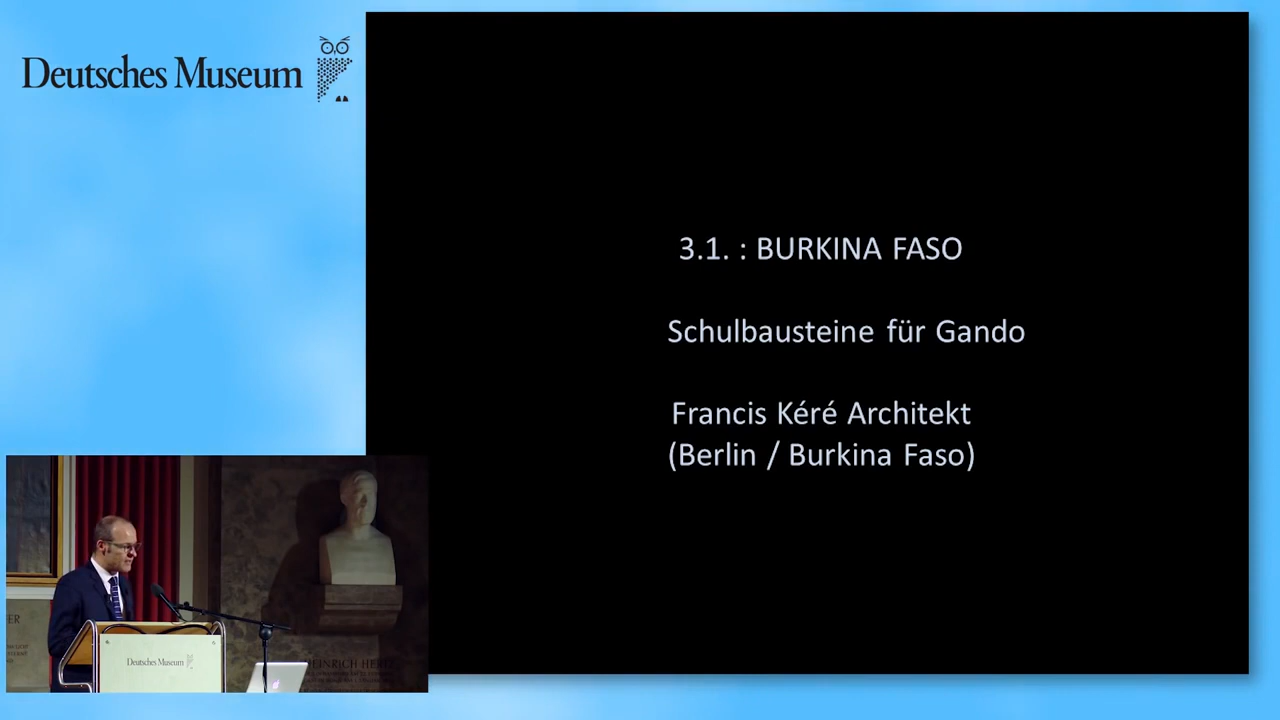 Deutsches Museum
3.1. : BURKINA FASO
Schulbausteine für Gando
Francis Kéré Architekt
(Berlin / Burkina Faso)
Deutsches Museum
HEINRICH HERTZ